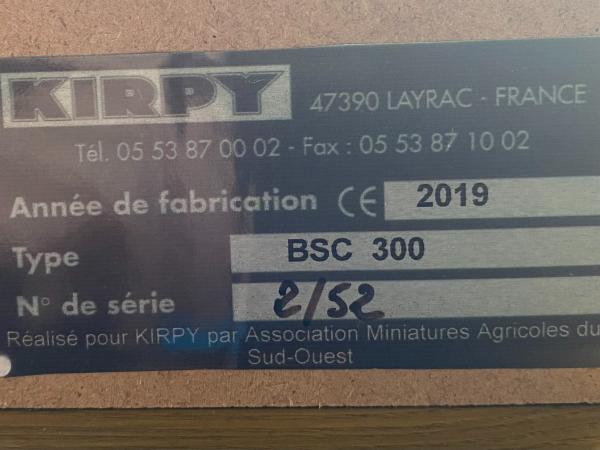 KIRPY 47390 LAYRAC - FRANCE
Tél. 05 53 87 00 02 - Fax : 05 53 87 10 02
Année de fabrication CE 2019
Type BSC 300
N° de série 2/52
Réalisé pour KIRPY par Association Miniatures Agricoles du
Sud-Ouest